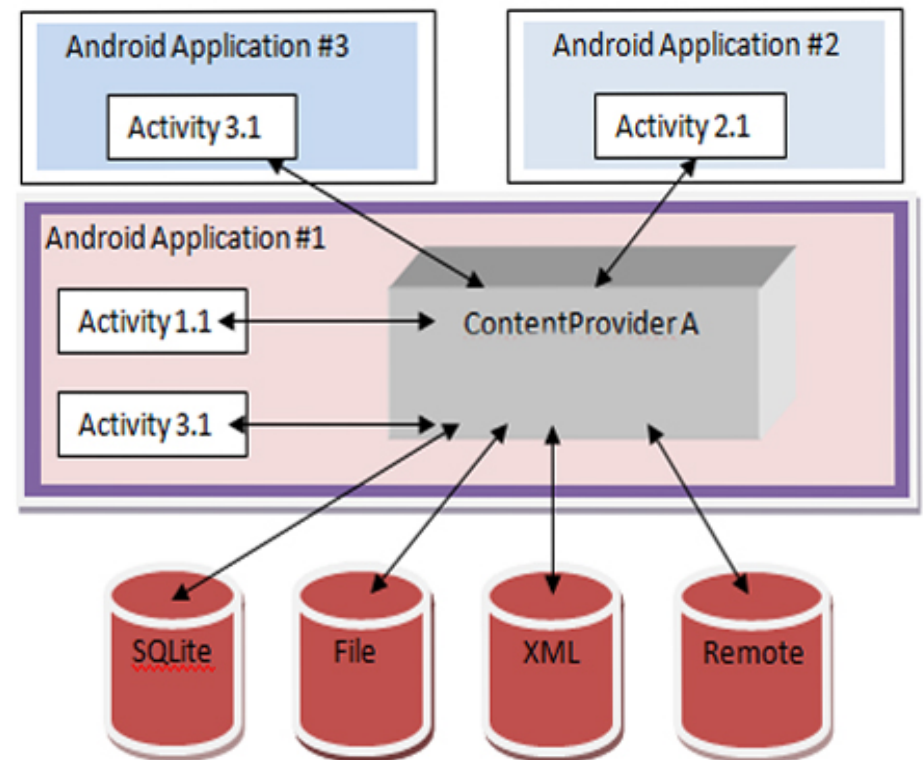 Android Application #3
Android Application #2
Activity 3.1
Activity 2.1
Android Application #1
Activity 1.1
ContentProvider A
Activity 3.1
SQLite
File
XML
Remote